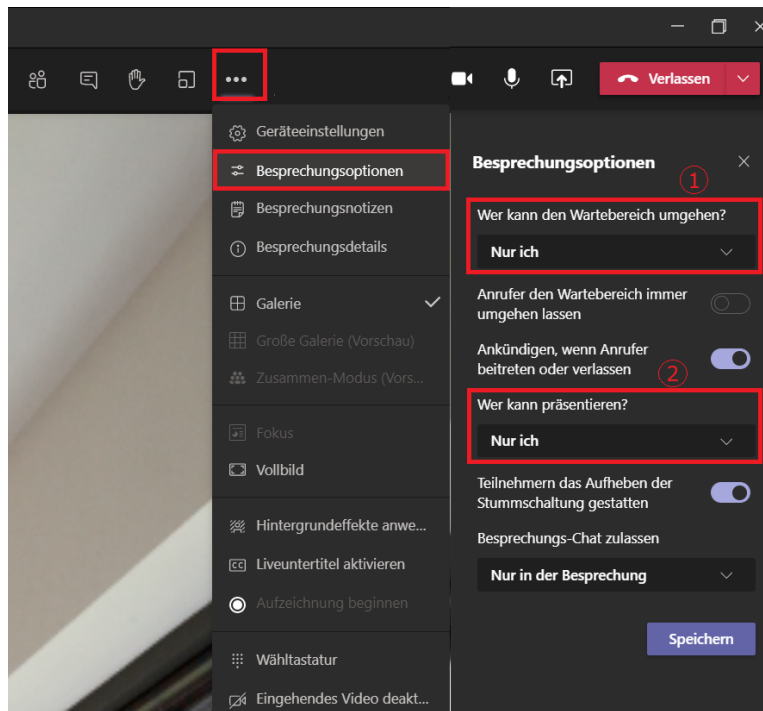 Verlassen
Geräteeinstellungen
Besprechungsoptionen
Besprechungsnotizen
Besprechungsdetails
Galerie
Große Galerie (Vorschau)
Zusammen-Modus (Vors...
Fokus
Vollbild
Hintergrundeffekte anwe...
CC Liveuntertitel aktivieren
Aufzeichnung beginnen
Wähltastatur
Eingehendes Video deakt...
Besprechungsoptionen
1
Wer kann den Wartebereich umgehen?
Nur ich
Anrufer den Wartebereich immer
umgehen lassen
Ankündigen, wenn Anrufer
beitreten oder verlassen
2
Wer kann präsentieren?
Nur ich
Teilnehmern das Aufheben der
Stummschaltung gestatten
Besprechungs-Chat zulassen
Nur in der Besprechung
Speichern